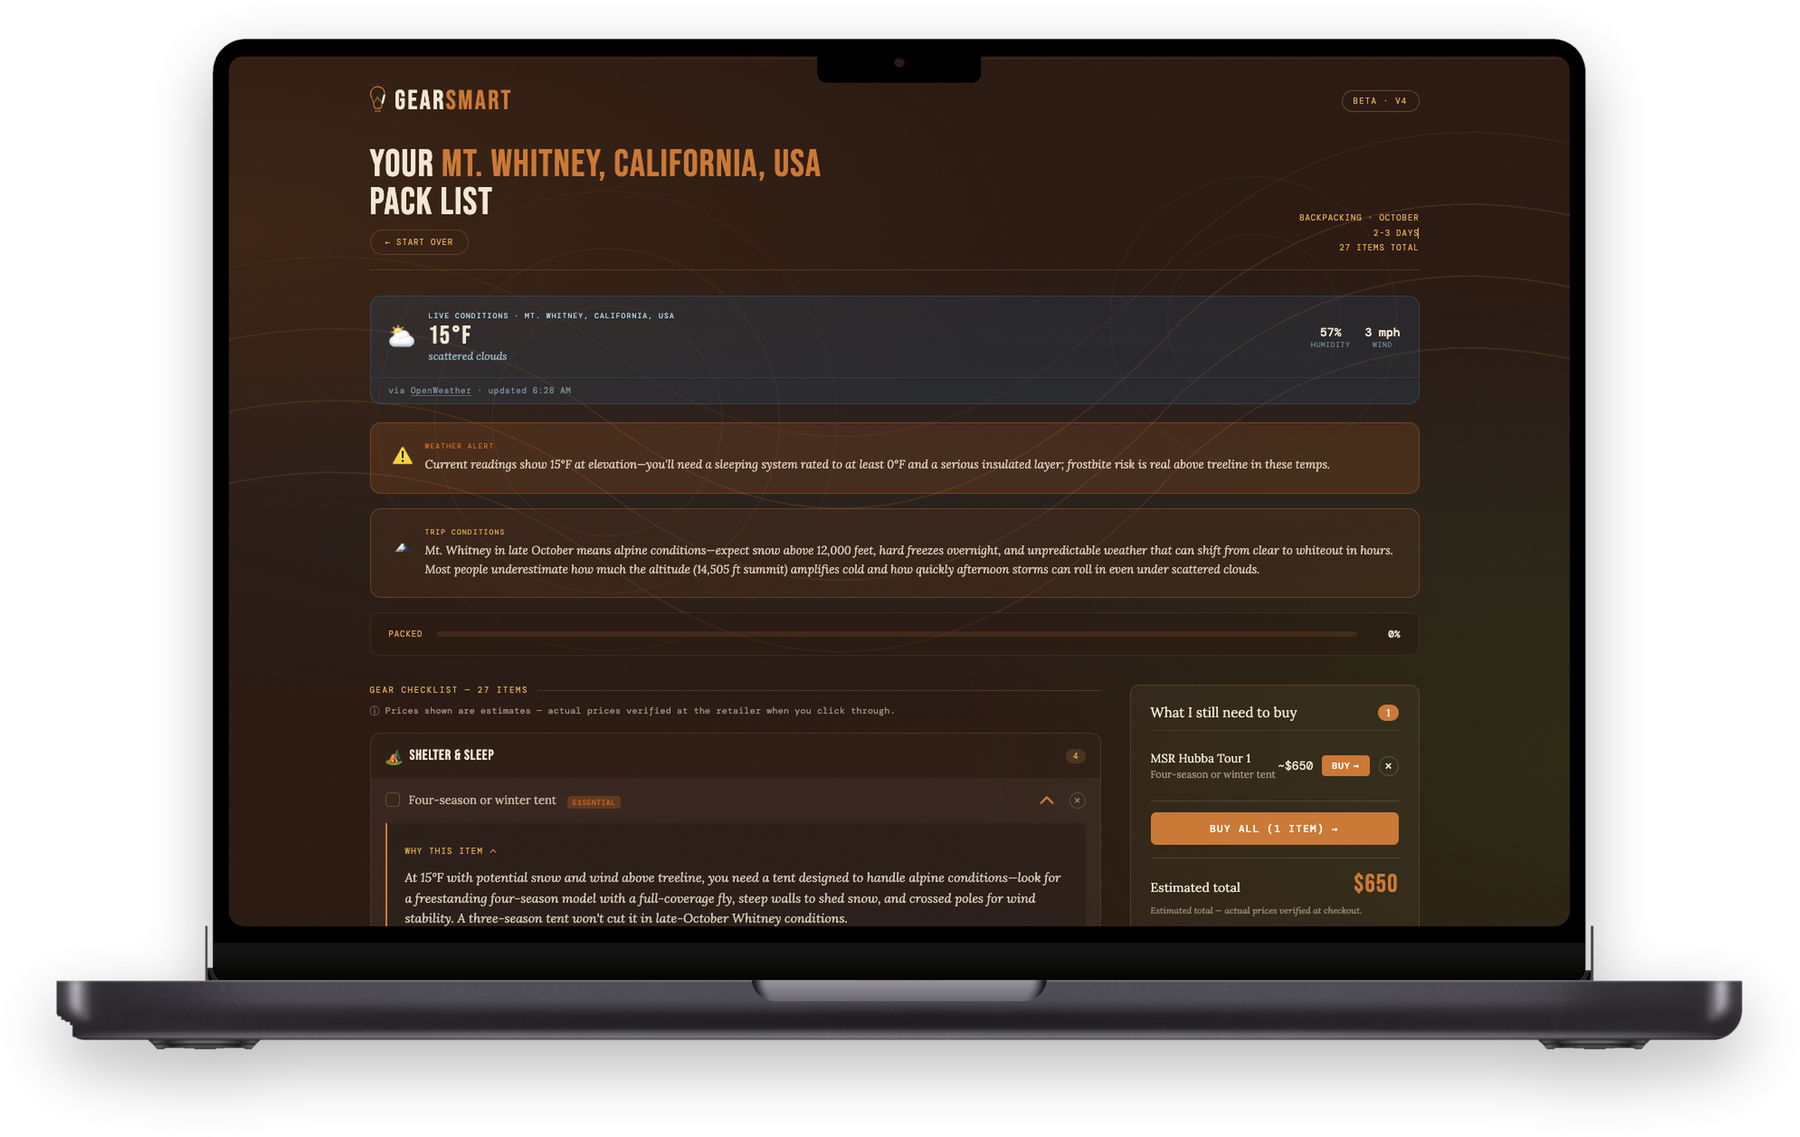 GEARSMART
BETA · V4
YOUR MT. WHITNEY, CALIFORNIA, USA
PACK LIST
← START OVER
BACKPACKING · OCTOBER
2-3 DAYS
27 ITEMS TOTAL
LIVE CONDITIONS · MT. WHITNEY, CALIFORNIA, USA
15°F
scattered clouds
57%
HUMIDITY
3 mph
WIND
via OpenWeather · updated 6:28 AM
WEATHER ALERT
Current readings show 15°F at elevation—you'll need a sleeping system rated to at least 0°F and a serious insulated layer; frostbite risk is real above treeline in these temps.
TRIP CONDITIONS
Mt. Whitney in late October means alpine conditions—expect snow above 12,000 feet, hard freezes overnight, and unpredictable weather that can shift from clear to whiteout in hours.
Most people underestimate how much the altitude (14,505 ft summit) amplifies cold and how quickly afternoon storms can roll in even under scattered clouds.
PACKED
0%
GEAR CHECKLIST — 27 ITEMS
ⓘ Prices shown are estimates — actual prices verified at the retailer when you click through.
SHELTER & SLEEP
4
Four-season or winter tent
ESSENTIAL
WHY THIS ITEM
At 15°F with potential snow and wind above treeline, you need a tent designed to handle alpine conditions—look for
a freestanding four-season model with a full-coverage fly, steep walls to shed snow, and crossed poles for wind
stability. A three-season tent won't cut it in late-October Whitney conditions.
What I still need to buy
1
MSR Hubba Tour 1
Four-season or winter tent
~$650
BUY →
BUY ALL (1 ITEM) →
Estimated total
$650
Estimated total — actual prices verified at checkout.